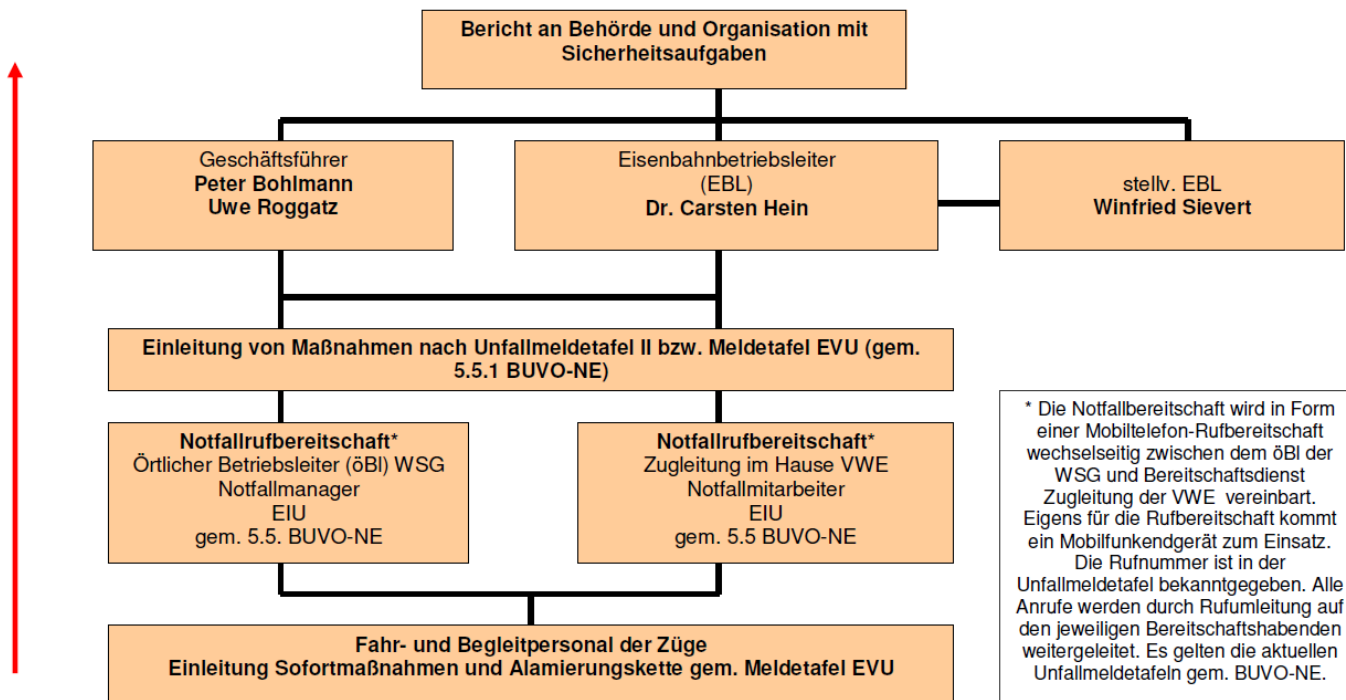 Bericht an Behörde und Organisation mit
Sicherheitsaufgaben
Geschäftsführer
Peter Bohlmann
Uwe Roggatz
Eisenbahnbetriebsleiter
(EBL)
Dr. Carsten Hein
stellv. EBL
Winfried Sievert
Einleitung von Maßnahmen nach Unfallmeldetafel II bzw. Meldetafel EVU (gem.
5.5.1 BUVO-NE)
Notfallrufbereitschaft*
Örtlicher Betriebsleiter (öBl) WSG
Notfallmanager
EIU
gem. 5.5. BUVO-NE
Notfallrufbereitschaft*
Zugleitung im Hause VWE
Notfallmitarbeiter
EIU
gem. 5.5 BUVO-NE
* Die Notfallbereitschaft wird in Form
einer Mobiltelefon-Rufbereitschaft
wechselseitig zwischen dem öBl der
WSG und Bereitschaftsdienst
Zugleitung der VWE vereinbart.
Eigens für die Rufbereitschaft kommt
ein Mobilfunkendgerät zum Einsatz.
Die Rufnummer ist in der
Unfallmeldetafel bekanntgegeben. Alle
Anrufe werden durch Rufumleitung auf
den jeweiligen Bereitschaftshabenden
weitergeleitet. Es gelten die aktuellen
Unfallmeldetafeln gem. BUVO-NE.
Fahr- und Begleitpersonal der Züge
Einleitung Sofortmaßnahmen und Alamierungskette gem. Meldetafel EVU